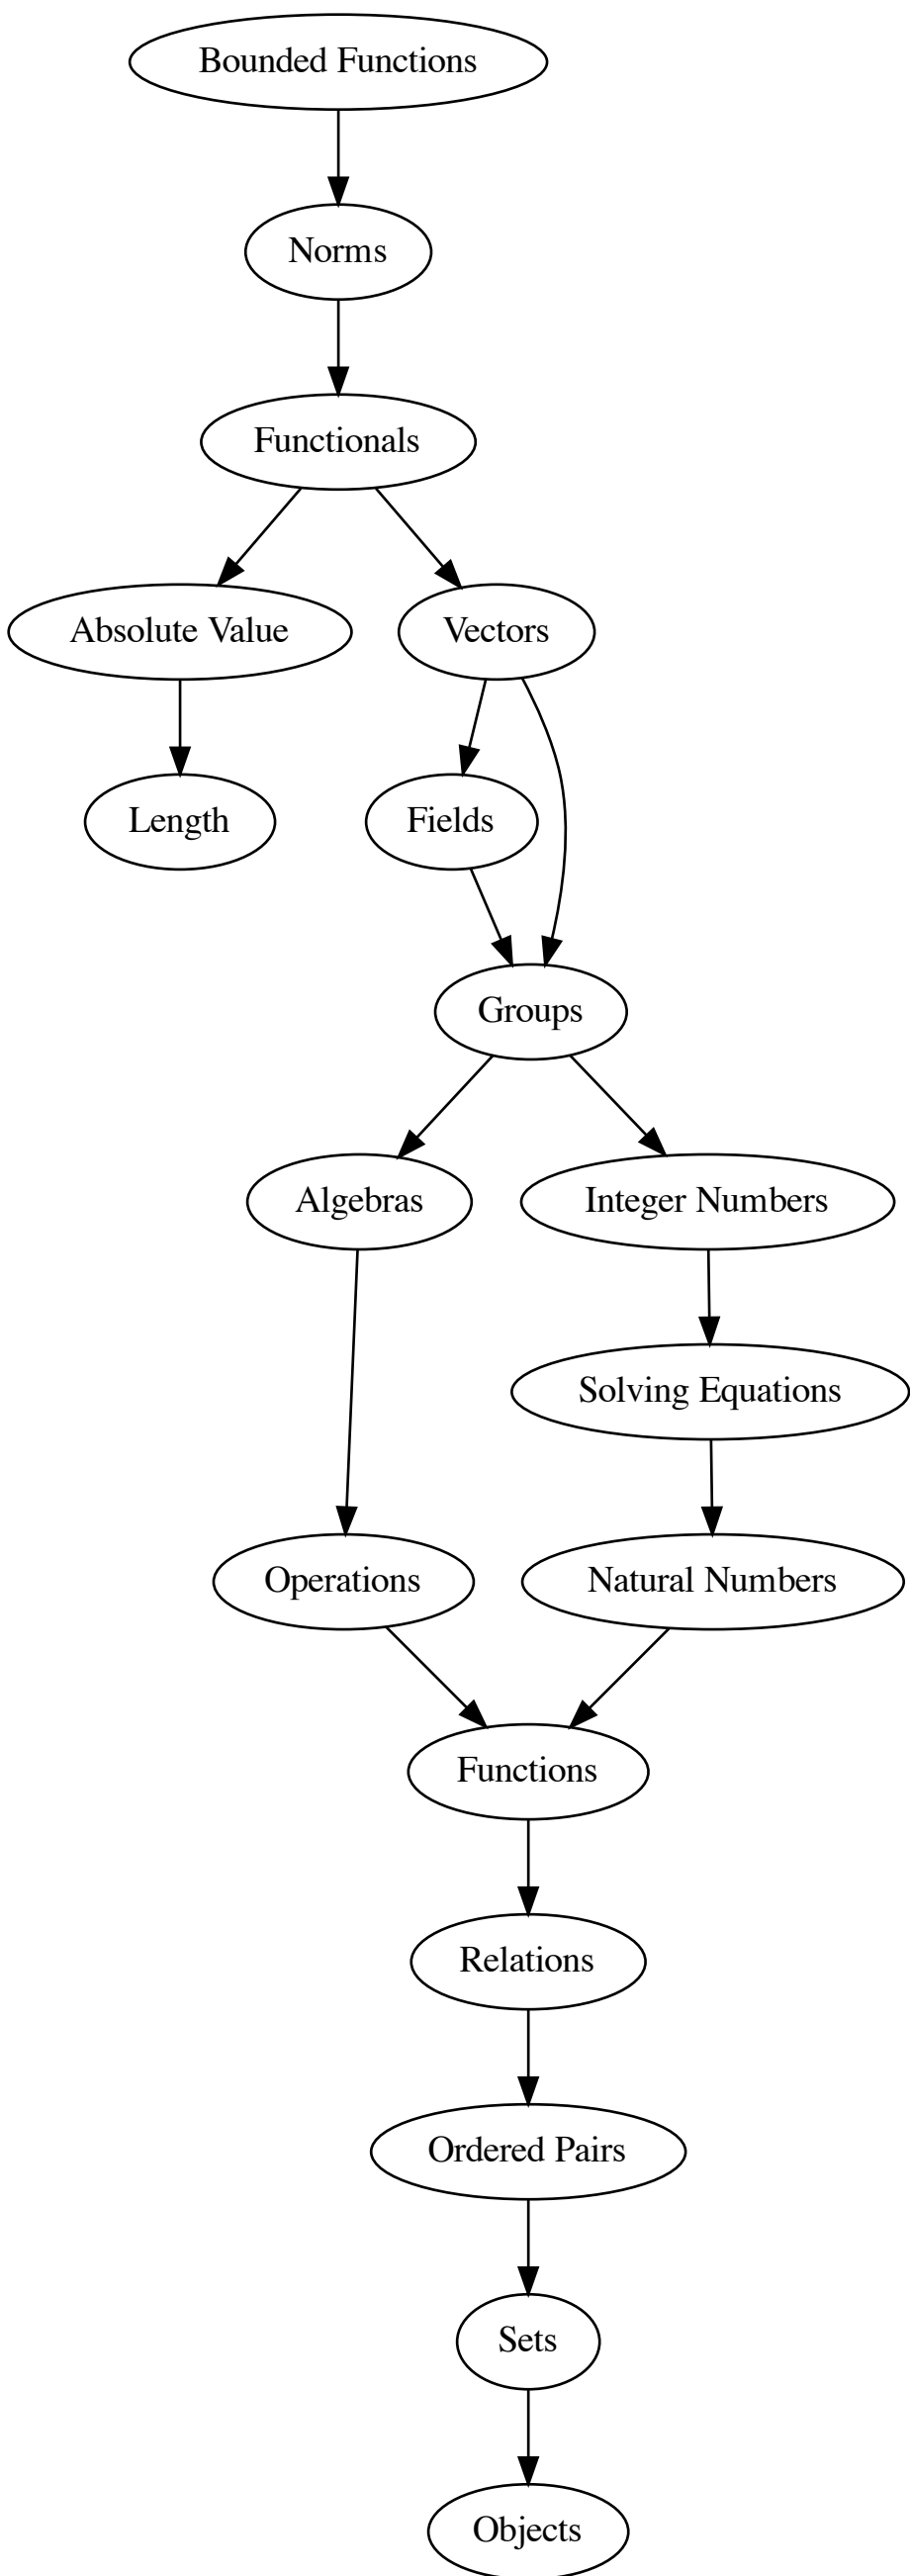 Bounded Functions
Norms
Functionals
Absolute Value
Vectors
Length
Fields
Groups
Algebras
Integer Numbers
Solving Equations
Operations
Natural Numbers
Functions
Relations
Ordered Pairs
Sets
Objects